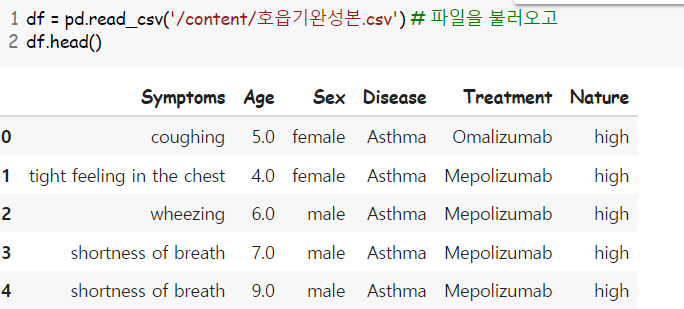 1 df = pd.read_csv('/content/호읍기완성본.csv') # 파일을 불러오고
2 df.head()
Symptoms Age Sex Disease Treatment Nature
0 coughing 5.0 female Asthma Omalizumab high
1 tight feeling in the chest 4.0 female Asthma Mepolizumab high
2 wheezing 6.0 male Asthma Mepolizumab high
3 shortness of breath 7.0 male Asthma Mepolizumab high
4 shortness of breath 9.0 male Asthma Mepolizumab high